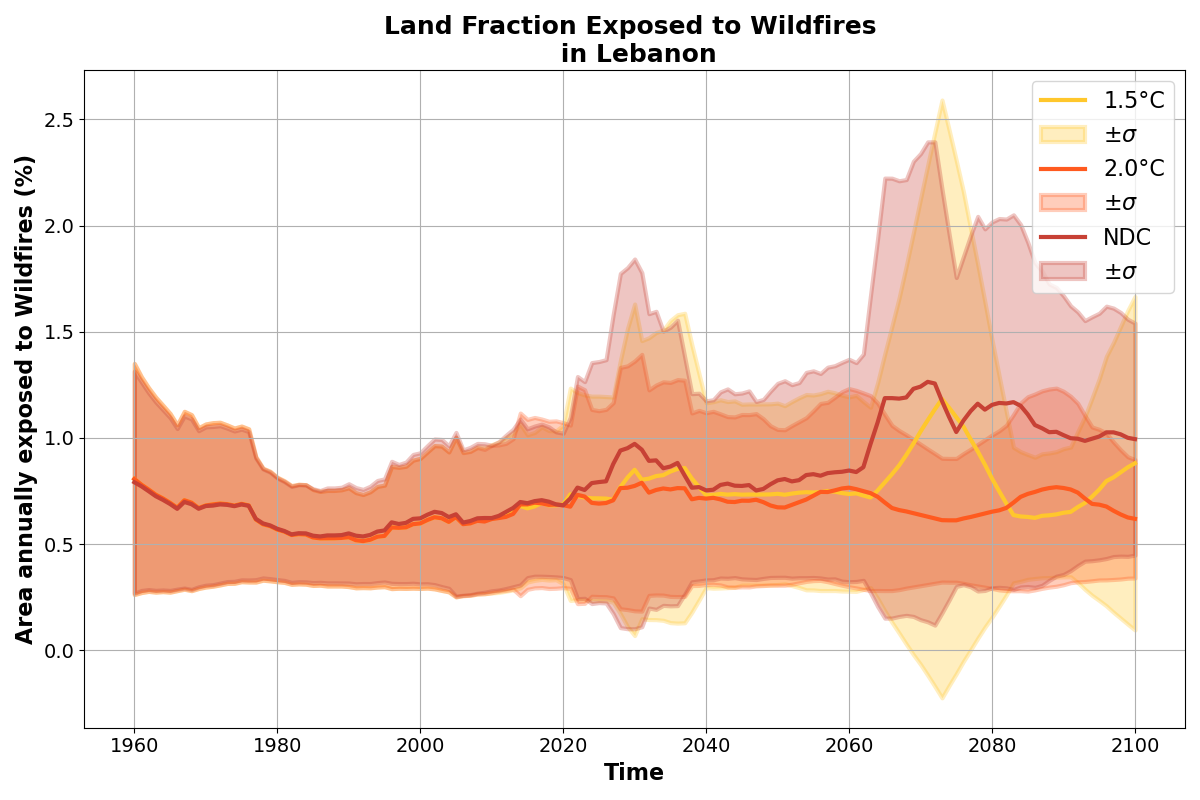 Land Fraction Exposed to Wildfires
in Lebanon
Area annually exposed to Wildfires (%)
2.5
2.0
1.5
1.0
0.5
0.0
1960 1980 2000 2020 2040 2060 2080 2100
Time
1.5°C
±σ
2.0°C
±σ
NDC
±σ